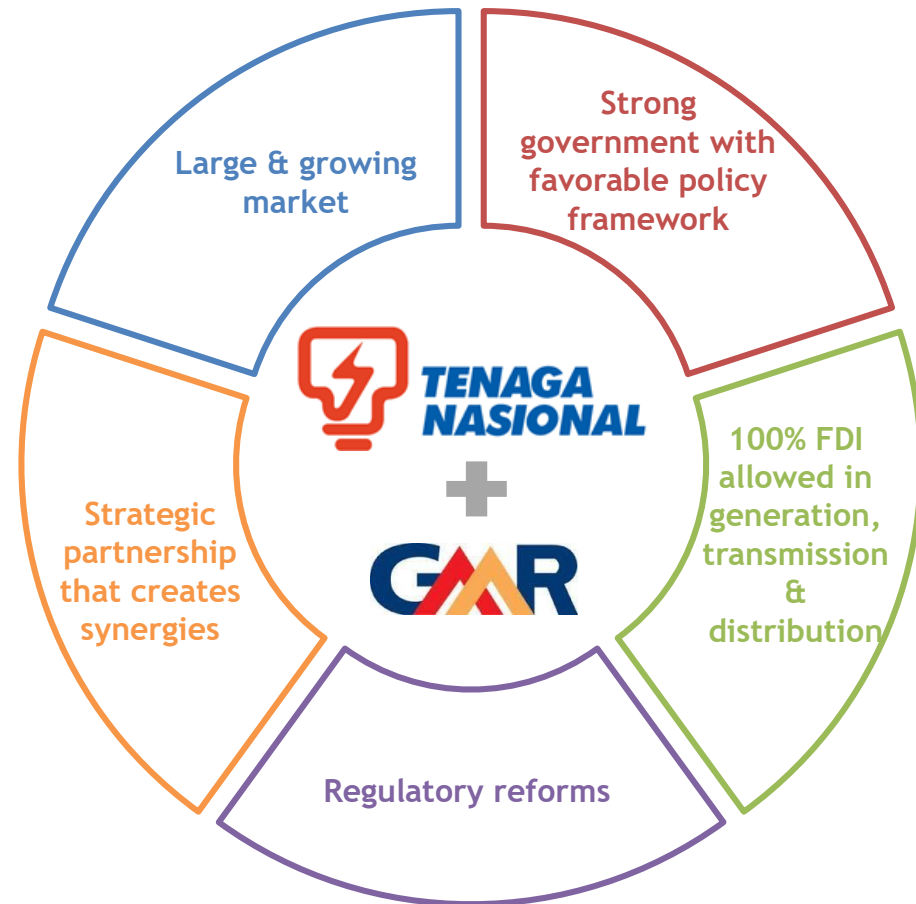 Large & growing
market
Strong
government with
favorable policy
framework
100% FDI
allowed in
generation,
transmission
&
distribution
Regulatory reforms
Strategic
partnership
that creates
synergies
TENAGA
NASIONAL
GMR